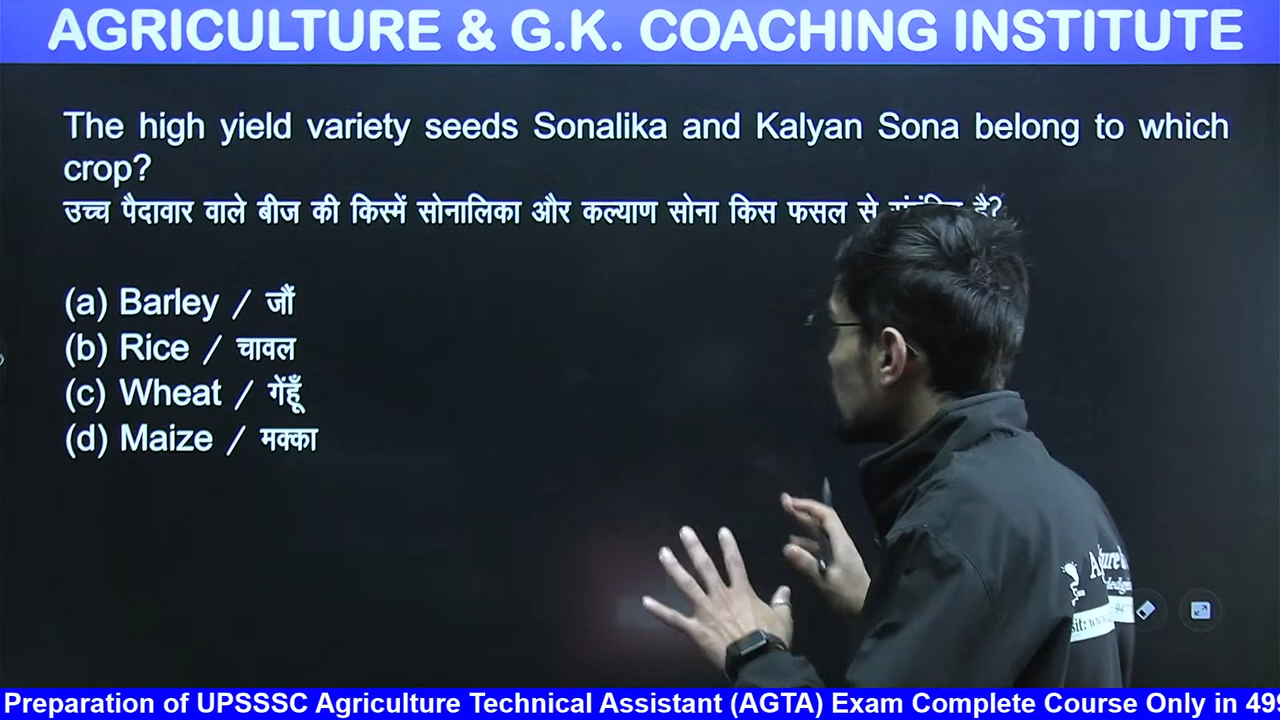 AGRICULTURE & G.K. COACHING INSTITUTE
The high yield variety seeds Sonalika and Kalyan Sona belong to which
crop?
उच्च पैदावार वाले बीज की किस्में सोनालिका और कल्याण सोना किस फसल से है?
(a) Barley / जौं
(b) Rice / चावल
(c) Wheat / गेंहूँ
(d) Maize / मक्का
Preparation of UPSSSC Agriculture Technical Assistant (AGTA) Exam Complete Course Only in